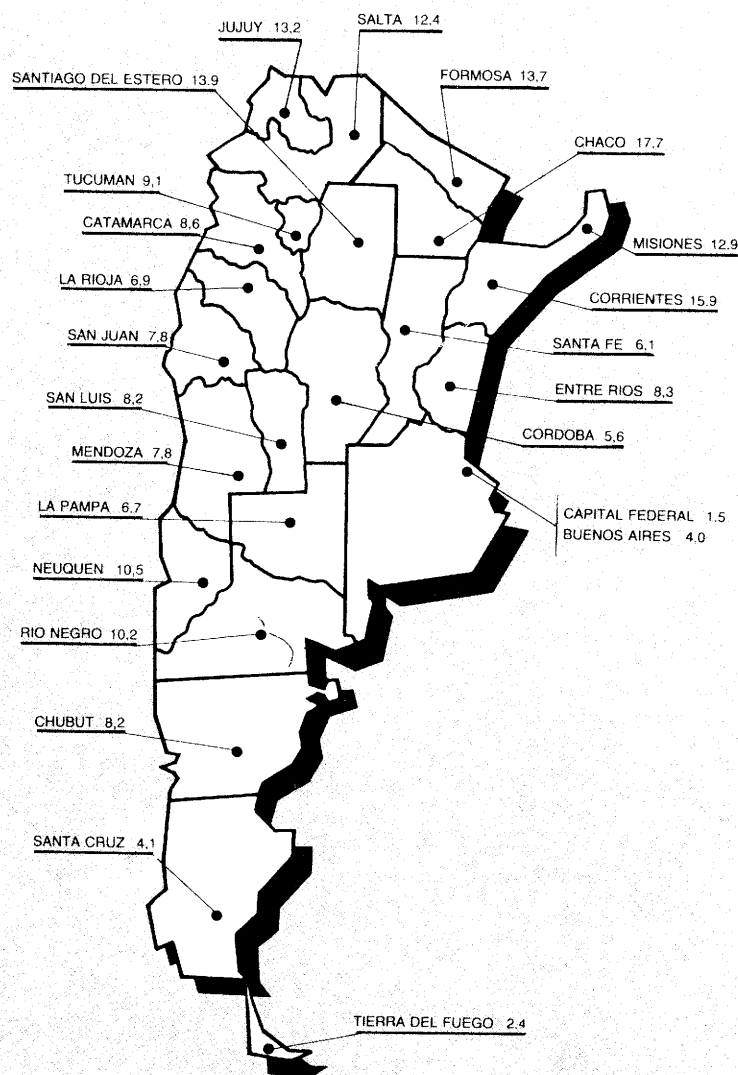 JUJUY 13,2
SALTA 12,4
SANTIAGO DEL ESTERO 13.9
FORMOSA 13,7
CHACO 17,7
TUCUMAN 9,1
CATAMARCA 8,6
MISIONES 12,9
LA RIOJA 6,9
CORRIENTES 15,9
SAN JUAN 7,8
SANTA FE 6,1
SAN LUIS 8,2
ENTRE RIOS 8,3
MENDOZA 7,8
CORDOBA 5,6
LA PAMPA 6,7
CAPITAL FEDERAL 1.5
BUENOS AIRES 4.0
NEUQUEN 10,5
RIO NEGRO 10,2
CHUBUT 8,2
SANTA CRUZ 4,1
TIERRA DEL FUEGO 2,4